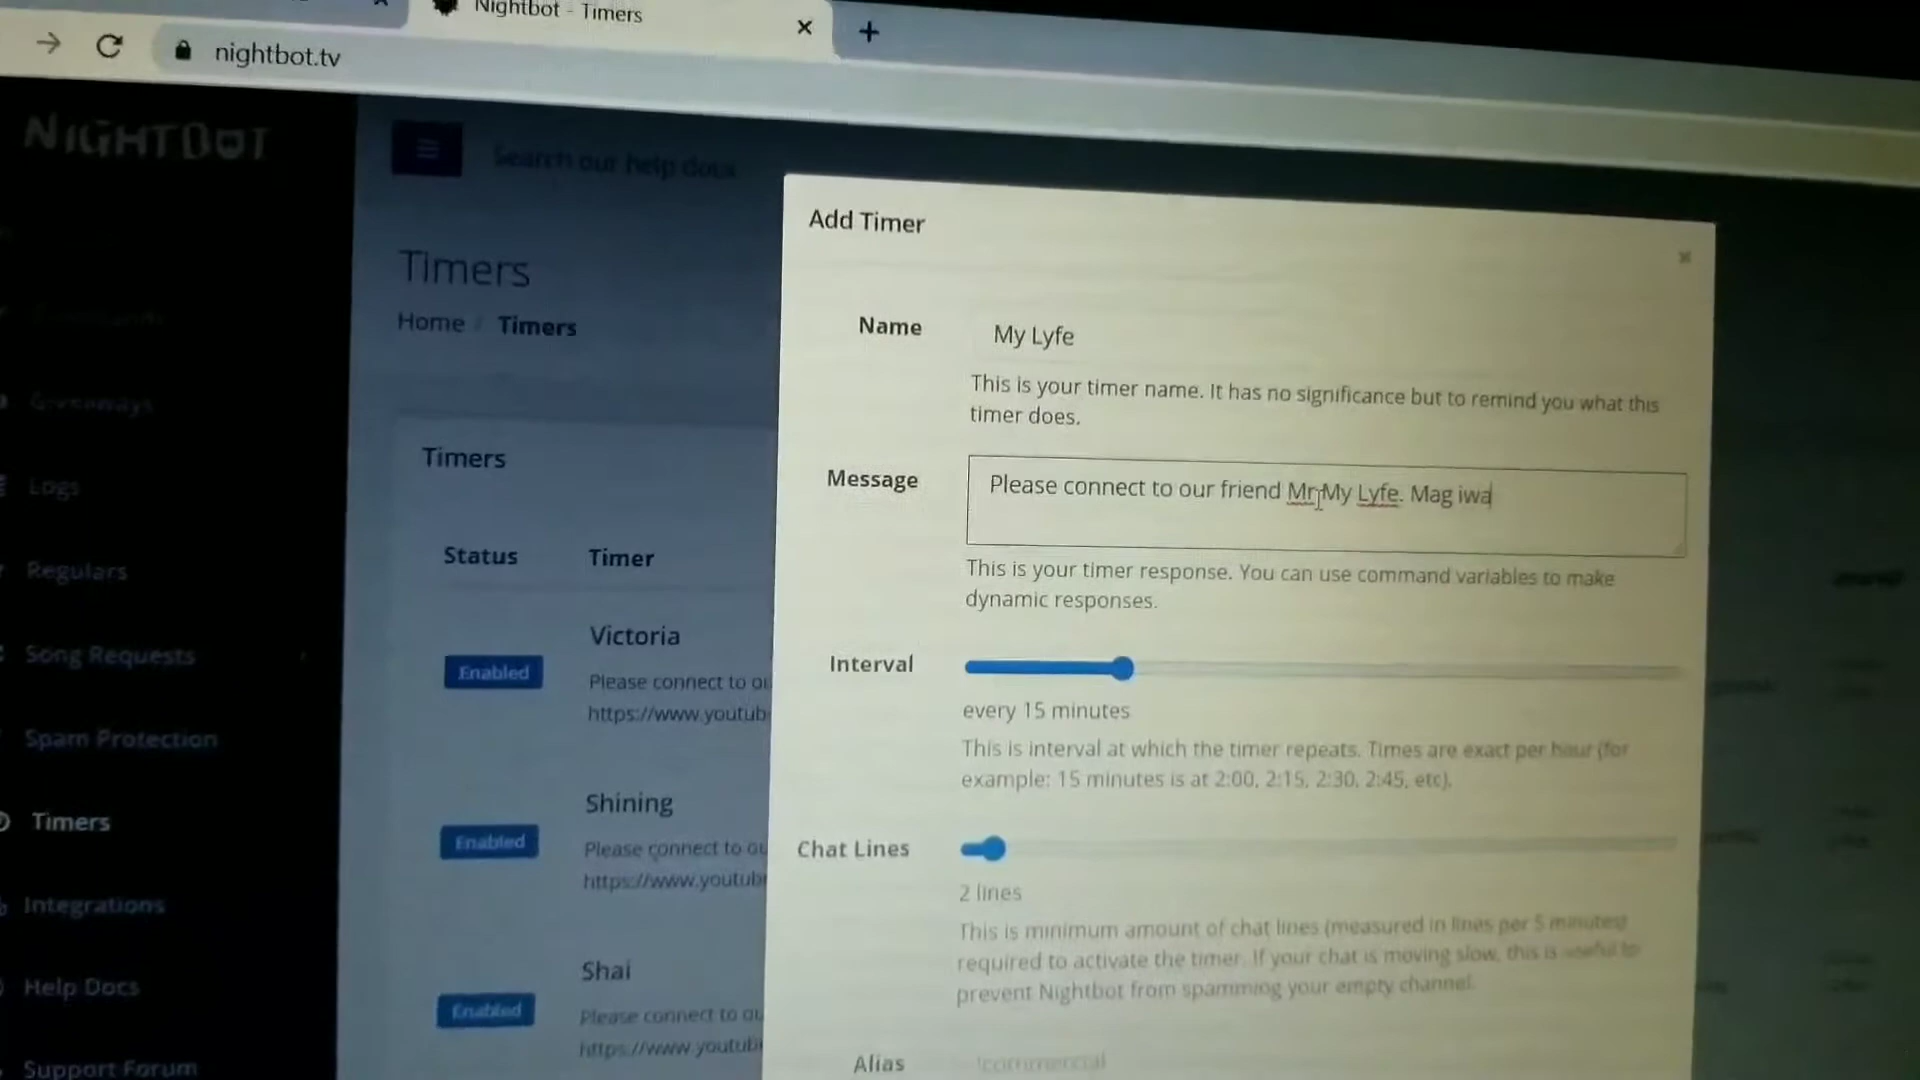 Nightbot - Timers
nightbot.tv
NIGHTBOT
Search our help docs
Timers
Home / Timers
Timers
Status Timer
Enabled
Victoria
Please connect to ou
https://www.youtub
Enabled
Shining
Please connect to ou
https://www.youtub
Enabled
Shai
Please connect to ou
https://www.youtub
Giveaways
Logs
Regulars
Song Requests
Spam Protection
Timers
Integrations
Help Docs
Support Forum
Add Timer
Name
My Lyfe
This is your timer name. It has no significance but to remind you what this
timer does.
Message
Please connect to our friend Mr My Lyfe. Mag iwa
This is your timer response. You can use command variables to make
dynamic responses.
Interval
every 15 minutes
This is interval at which the timer repeats. Times are exact per hour (for
example: 15 minutes is at 2:00, 2:15, 2:30, 2:45, etc).
Chat Lines
2 lines
This is minimum amount of chat lines (measured in lines per 5 minutes)
required to activate the timer. If your chat is moving slow, this is useful to
prevent Nightbot from spamming your empty channel.
Alias
!commercial